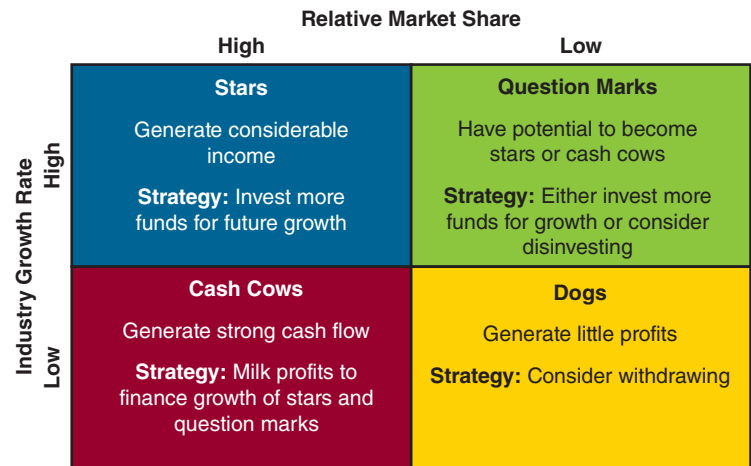 Relative Market Share
High
Low
Industry Growth Rate
High
Stars
Generate considerable
income
Strategy: Invest more
funds for future growth
Question Marks
Have potential to become
stars or cash cows
Strategy: Either invest more
funds for growth or consider
disinvesting
Low
Cash Cows
Generate strong cash flow
Strategy: Milk profits to
finance growth of stars and
question marks
Dogs
Generate little profits
Strategy: Consider withdrawing